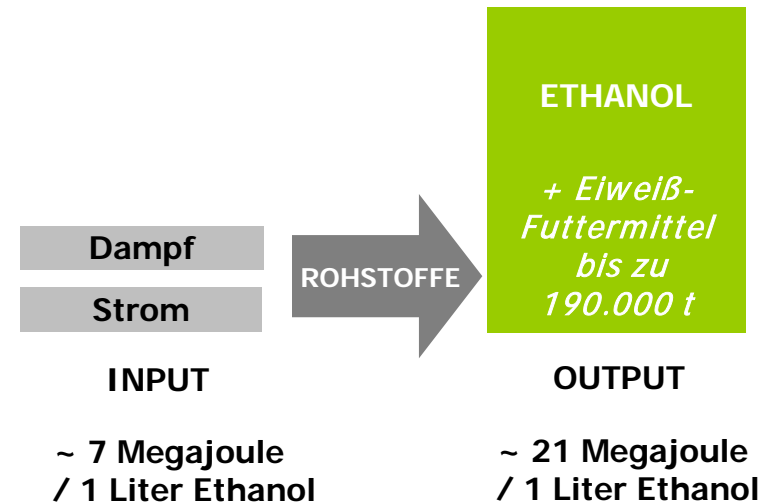 Dampf
Strom
INPUT
~ 7 Megajoule
/ 1 Liter Ethanol
ROHSTOFFE
ETHANOL
+ Eiweiß-
Futtermittel
bis zu
190.000 t
OUTPUT
~ 21 Megajoule
/ 1 Liter Ethanol